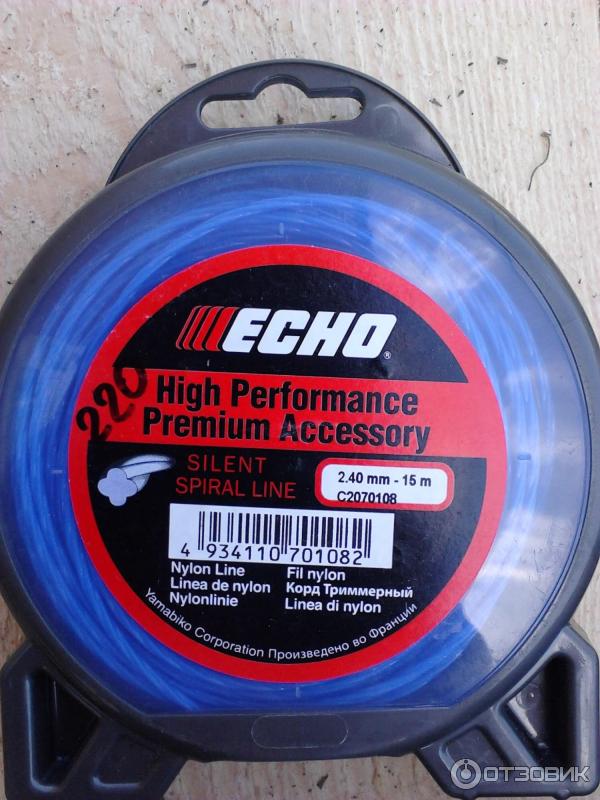 ECHO®
220
High Performance
Premium Accessory
SILENT
SPIRAL LINE
2.40 mm - 15 m
C2070108
4 934110 701082
Nylon Line Fil nylon
Linea de nylon Корд Триммерный
Nylonlinie Linea di nylon
Yamabiko Corporation Произведено во Франции
ОТЗОВИК